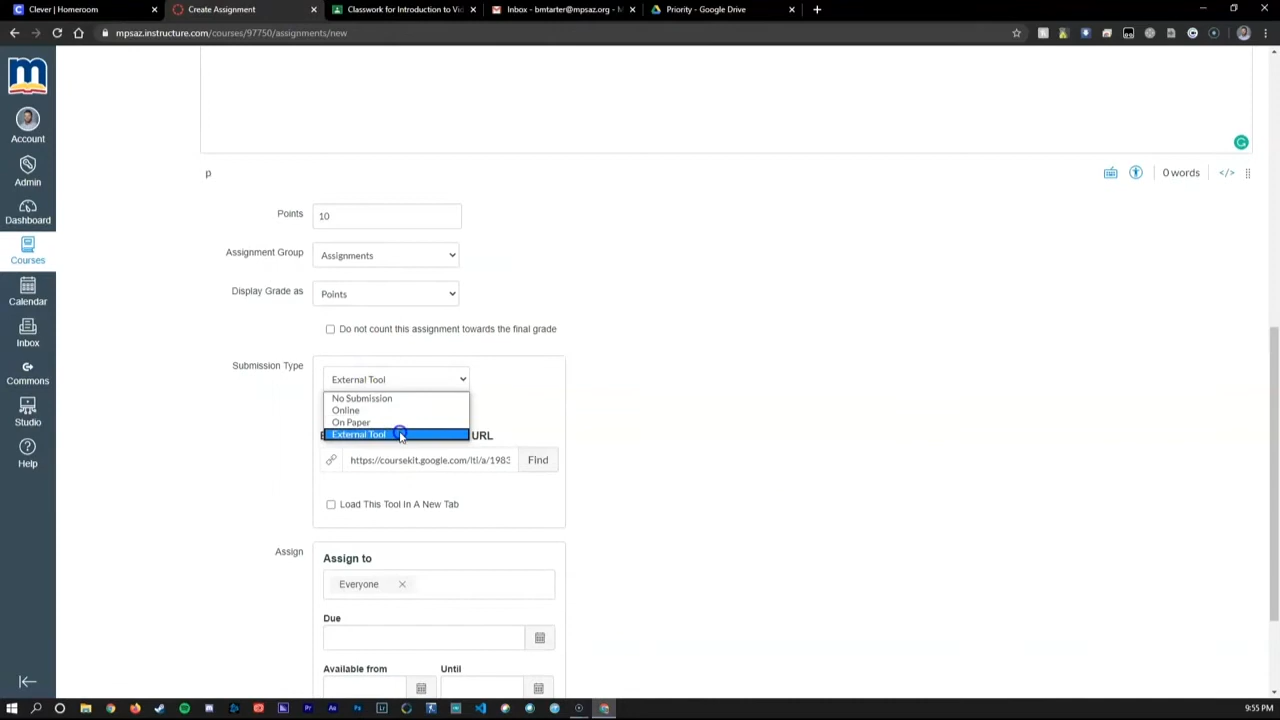 Clever | Homeroom
Create Assignment
Classwork for Introduction to Vid
Inbox - bmtarter@mpsaz.org - M
Priority - Google Drive
mpsaz.instructure.com/courses/97750/assignments/new
Account
Admin
Dashboard
Courses
Calendar
Inbox
Commons
Studio
Help
p
0 words
</>
Points
10
Assignment Group
Assignments
Display Grade as
Points
Do not count this assignment towards the final grade
Submission Type
External Tool
No Submission
Online
On Paper
External Tool
URL
https://coursekit.google.com/lti/a/1983
Find
Load This Tool In A New Tab
Assign
Assign to
Everyone
Due
Available from
Until
9:55 PM